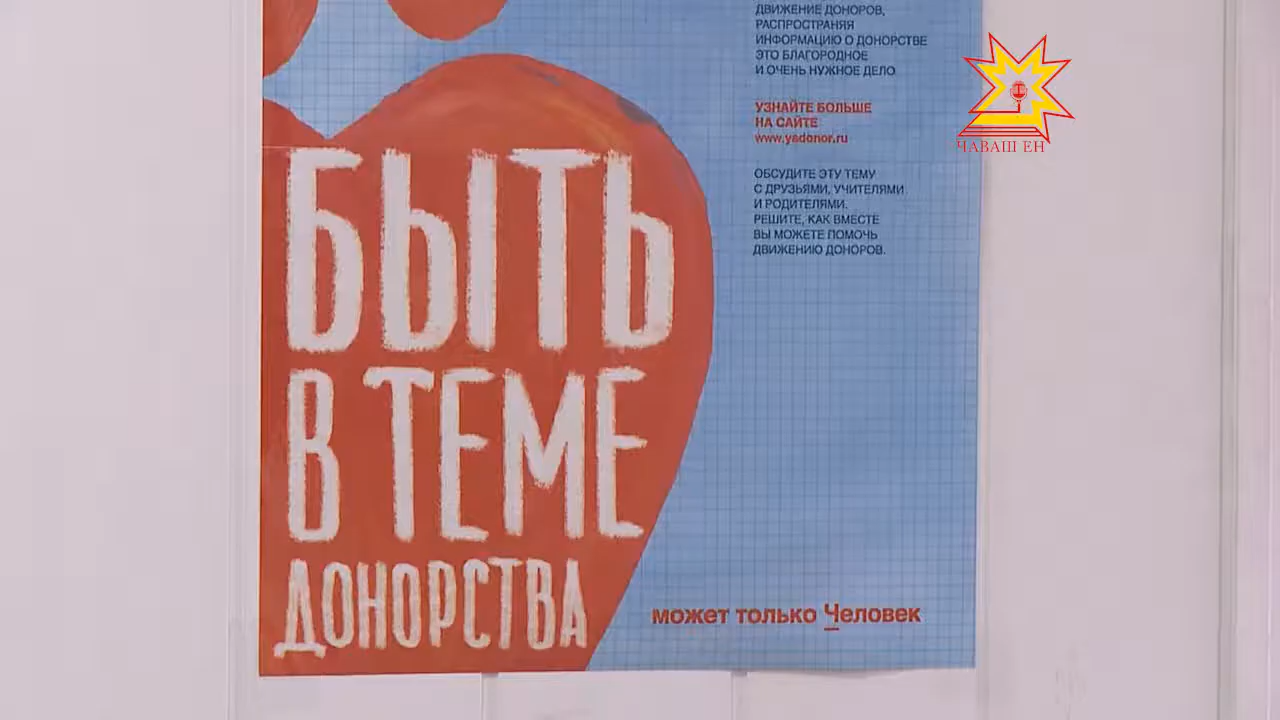 ДВИЖЕНИЕ ДОНОРОВ,
РАСПРОСТРАНЯЯ
ИНФОРМАЦИЮ О ДОНОРСТВЕ
ЭТО БЛАГОРОДНОЕ
И ОЧЕНЬ НУЖНОЕ ДЕЛО
УЗНАЙТЕ БОЛЬШЕ
НА САЙТЕ
www.yadonor.ru
ОБСУДИТЕ ЭТУ ТЕМУ
С ДРУЗЬЯМИ, УЧИТЕЛЯМИ
И РОДИТЕЛЯМИ.
РЕШИТЕ, КАК ВМЕСТЕ
ВЫ МОЖЕТЕ ПОМОЧЬ
ДВИЖЕНИЮ ДОНОРОВ.
ЧАВАШ ЕН
БЫТЬ
В ТЕМЕ
ДОНОРСТВА
может только Человек